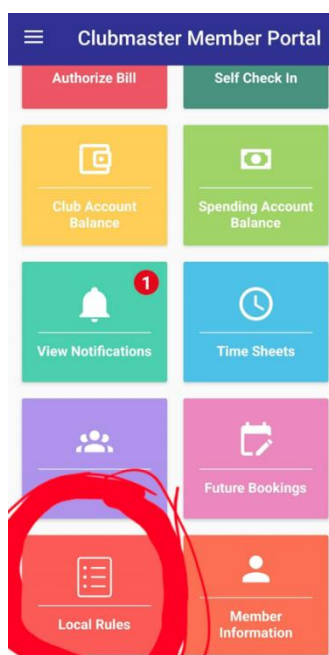 Clubmaster Member Portal
Authorize Bill
Self Check In
Club Account
Balance
Spending Account
Balance
1
View Notifications
Time Sheets
Future Bookings
Local Rules
Member
Information